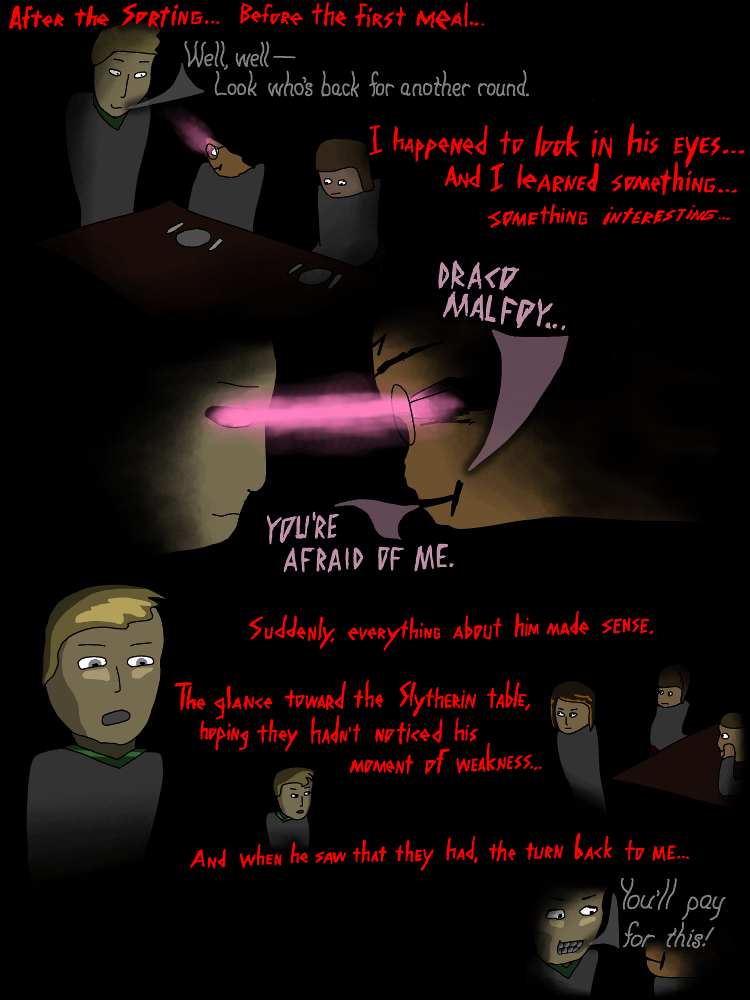 After the Sorting... Before the first meal...
Well, well—
Look who's back for another round.
I happened to look in his eyes...
And I learned something...
something interesting...
DRACO
MALFOY...
YOU'RE
AFRAID OF ME.
Suddenly, everything about him made sense.
The glance toward the Slytherin table,
hoping they hadn't noticed his
moment of weakness...
And when he saw that they had, the turn back to me...
You'll pay
for this!